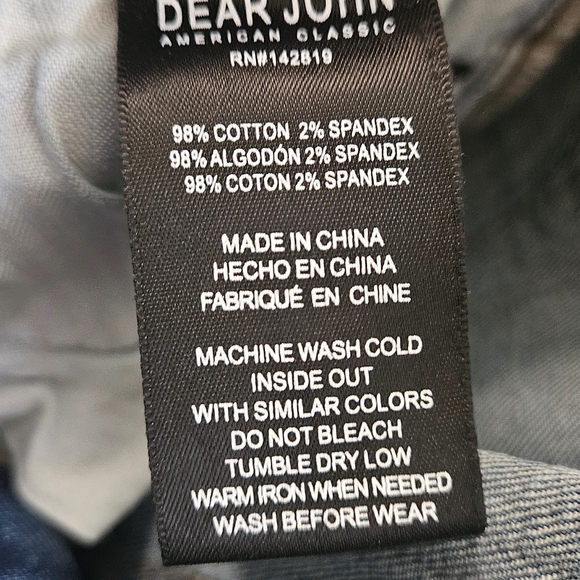 DEAR JOHN
AMERICAN CLASSIC
RN#142819
98% COTTON 2% SPANDEX
98% ALGODÓN 2% SPANDEX
98% COTON 2% SPANDEX
MADE IN CHINA
HECHO EN CHINA
FABRIQUÉ EN CHINE
MACHINE WASH COLD
INSIDE OUT
WITH SIMILAR COLORS
DO NOT BLEACH
TUMBLE DRY LOW
WARM IRON WHEN NEEDED
WASH BEFORE WEAR